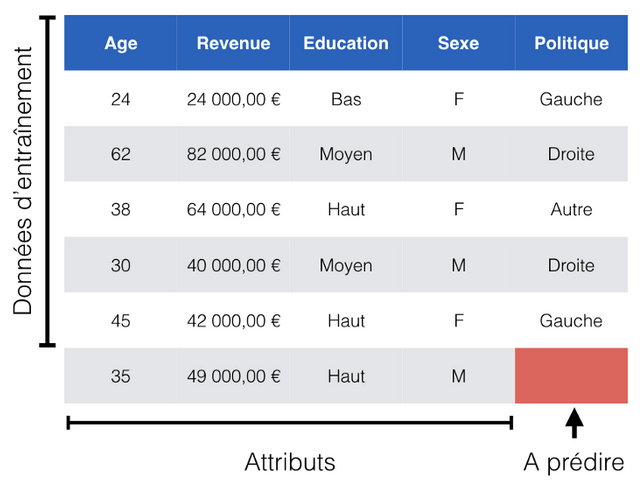 Données d'entraînement
Age Revenue Education Sexe Politique
24 24 000,00 € Bas F Gauche
62 82 000,00 € Moyen M Droite
38 64 000,00 € Haut F Autre
30 40 000,00 € Moyen M Droite
45 42 000,00 € Haut F Gauche
35 49 000,00 € Haut M
Attributs A prédire